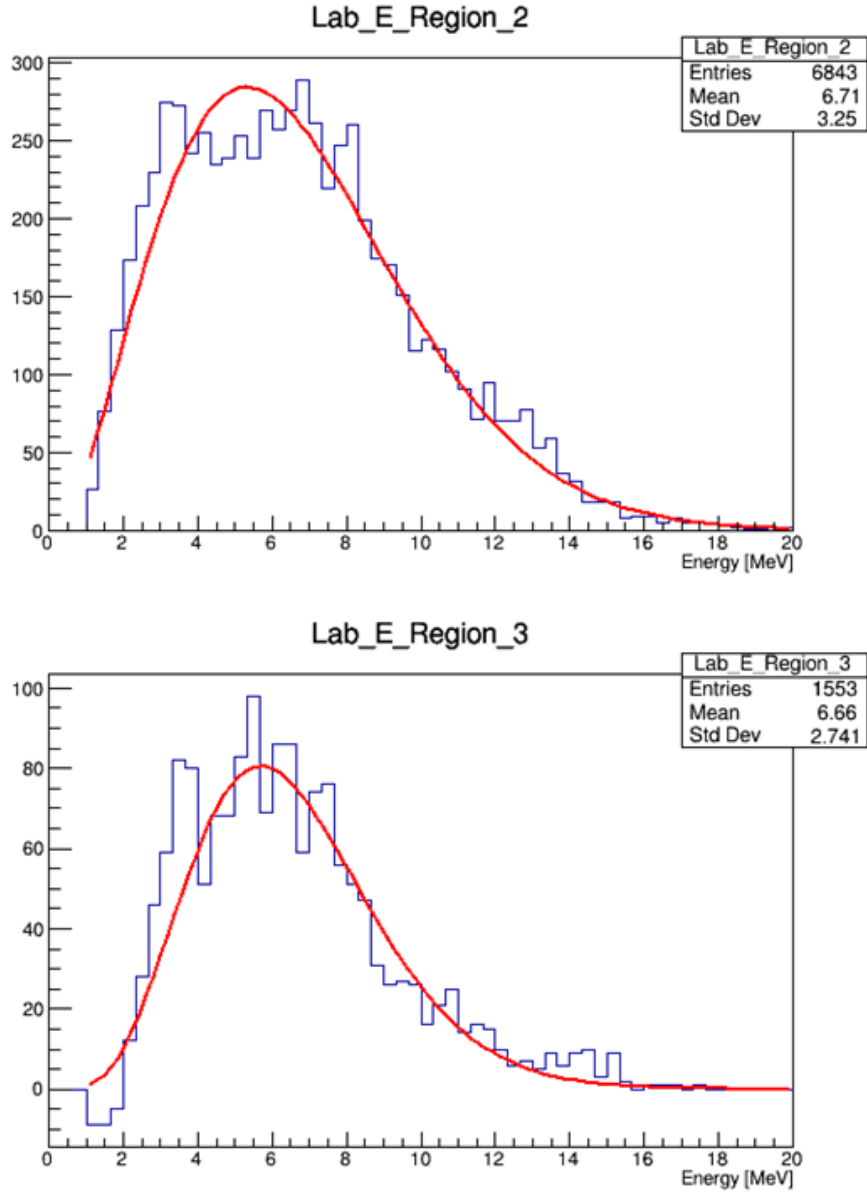 Lab_E_Region_2
Lab_E_Region_2
Entries 6843
Mean 6.71
Std Dev 3.25
300
250
200
150
100
50
0
0 2 4 6 8 10 12 14 16 18 20
Energy [MeV]
Lab_E_Region_3
Lab_E_Region_3
Entries 1553
Mean 6.66
Std Dev 2.741
100
80
60
40
20
0
0 2 4 6 8 10 12 14 16 18 20
Energy [MeV]